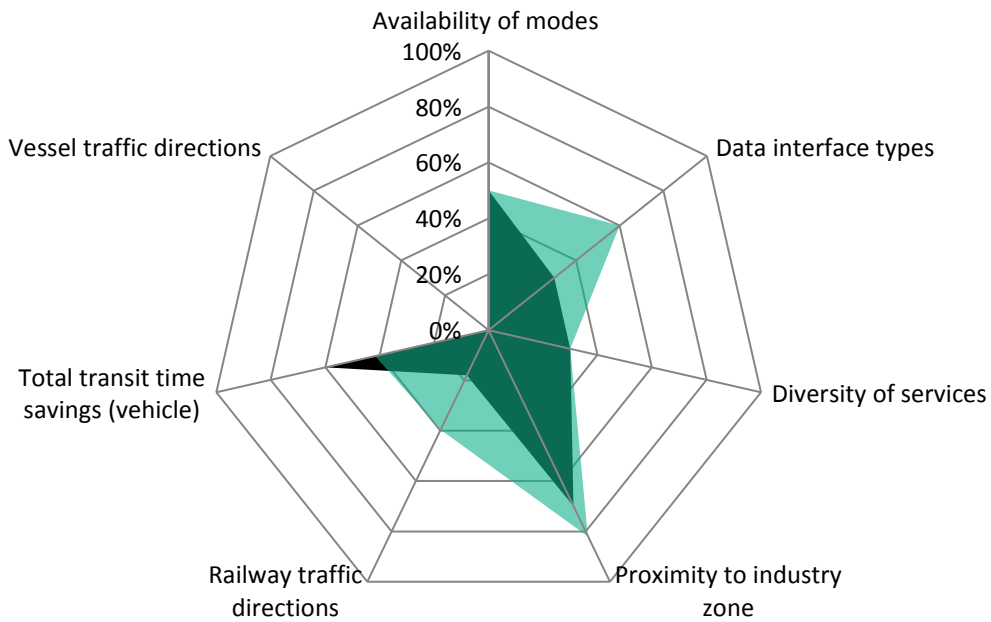 Availability of modes
100%
80%
60%
40%
20%
0%
Vessel traffic directions
Data interface types
Total transit time
savings (vehicle)
Diversity of services
Railway traffic
directions
Proximity to industry
zone